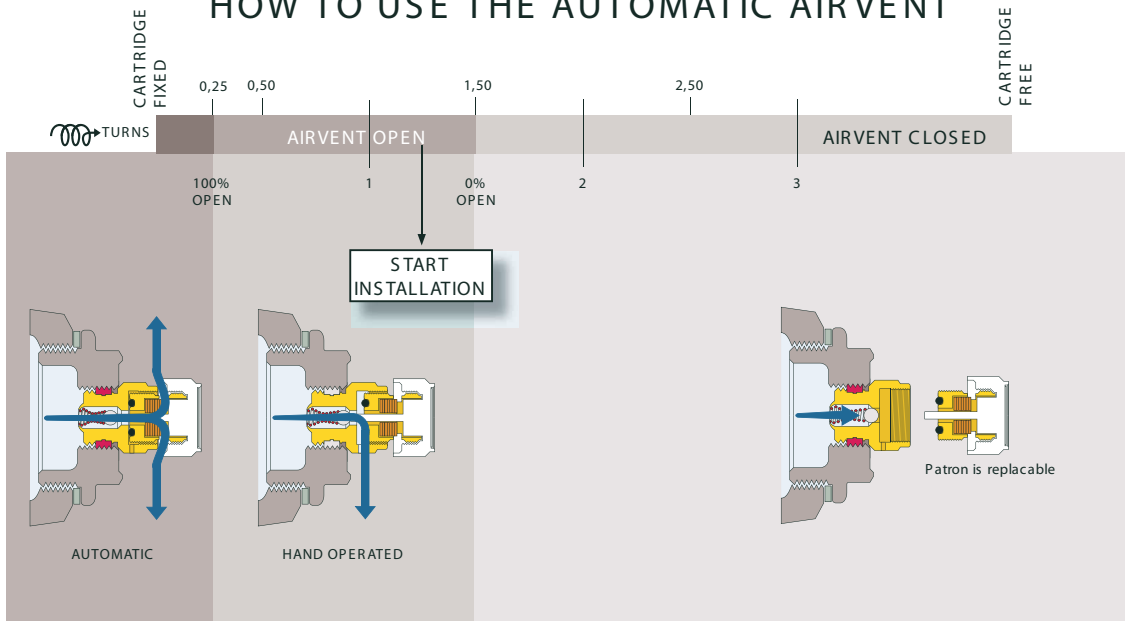 HOW TO USE THE AUTOMATIC AIRVENT
CARTRIDGE
FIXED
CARTRIDGE
FREE
0,25
0,50
1,50
2,50
TURNS
AIRVENT OPEN
AIRVENT CLOSED
100%
OPEN
1
0%
OPEN
2
3
START
INSTALLATION
Patron is replacable
AUTOMATIC
HAND OPERATED